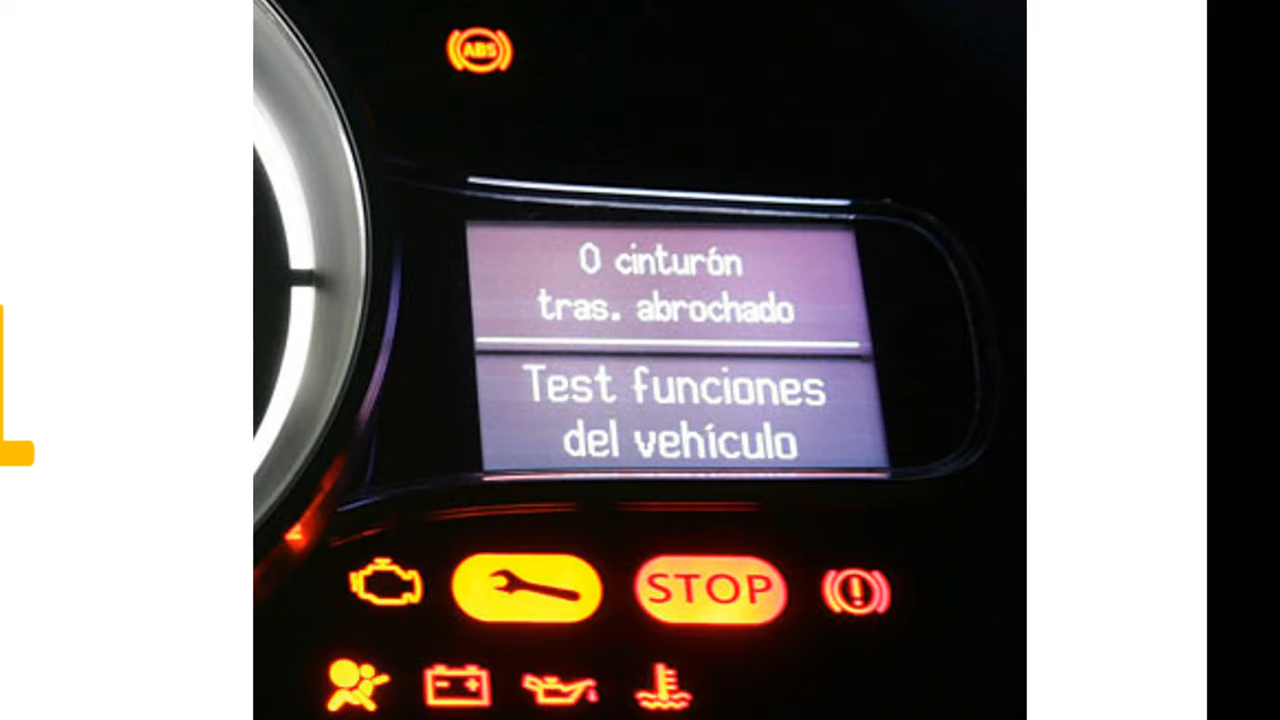 ABS
0 cinturón
tras. abrochado
Test funciones
del vehículo
STOP